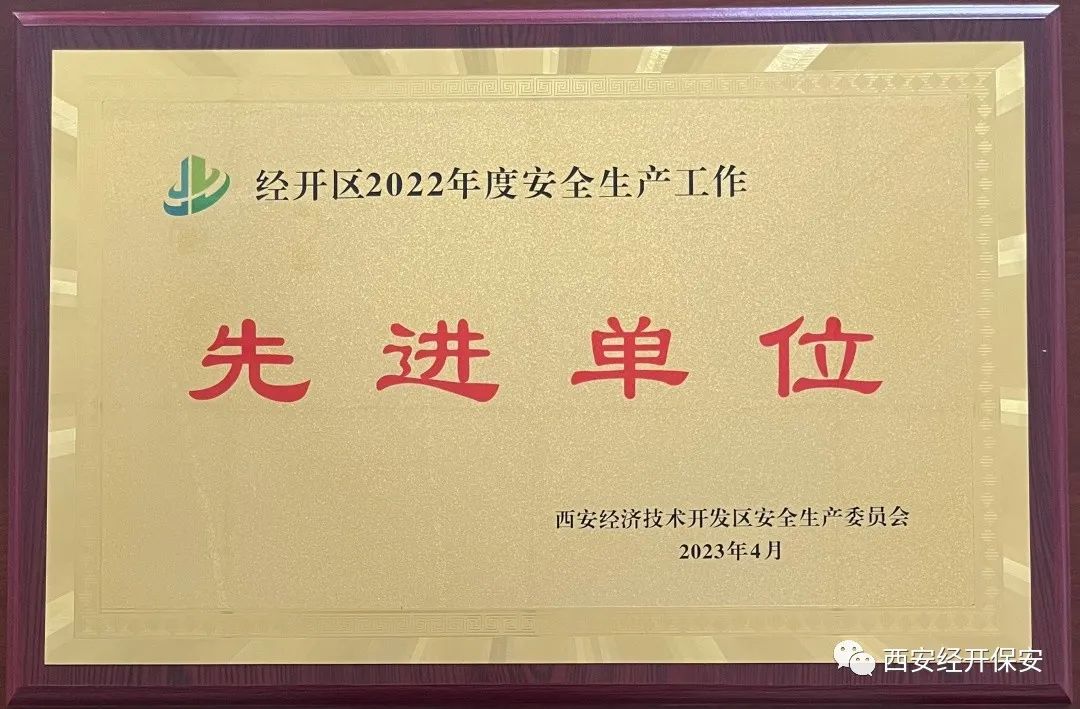 经开区2022年度安全生产工作
先进单位
西安经济技术开发区安全生产委员会
2023年4月
西安经开保安